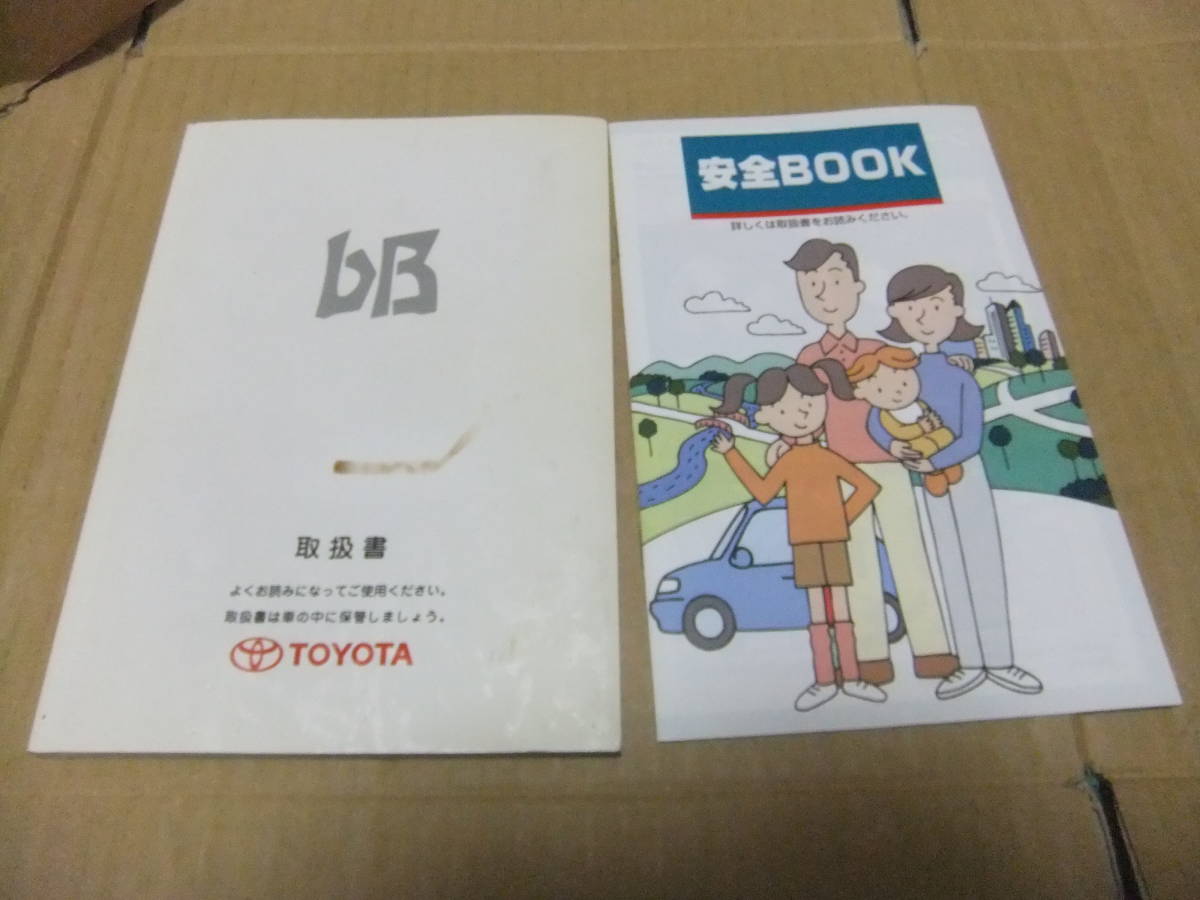 bB
取扱書
よくお読みになってご使用ください。
取扱書は車の中に保管しましょう。
TOYOTA
安全BOOK
詳しくは取扱書をお読みください。